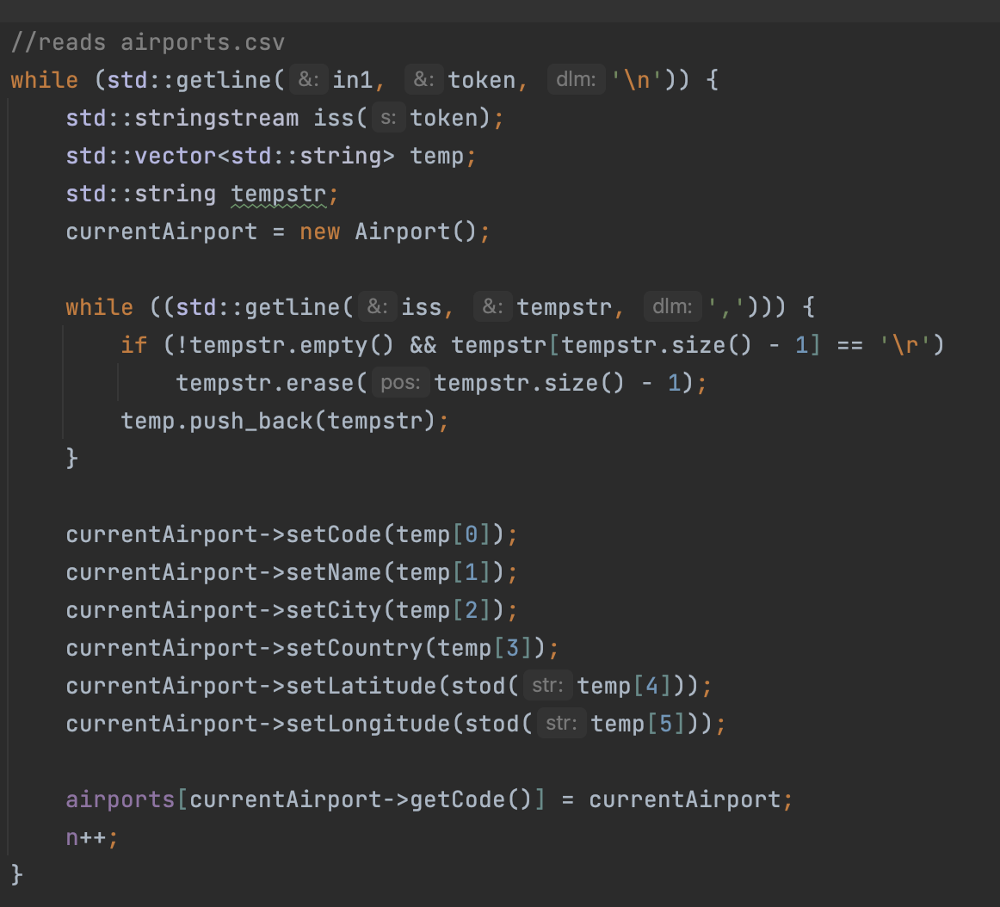 //reads airports.csv
while (std::getline( &: in1, &: token, dlm: '\n')) {
    std::stringstream iss( s: token);
    std::vector<std::string> temp;
    std::string tempstr;
    currentAirport = new Airport();

    while ((std::getline( &: iss, &: tempstr, dlm: ','))) {
        if (!tempstr.empty() && tempstr[tempstr.size() - 1] == '\r')
            tempstr.erase( pos: tempstr.size() - 1);
        temp.push_back(tempstr);
    }

    currentAirport->setCode(temp[0]);
    currentAirport->setName(temp[1]);
    currentAirport->setCity(temp[2]);
    currentAirport->setCountry(temp[3]);
    currentAirport->setLatitude(stod( str: temp[4]));
    currentAirport->setLongitude(stod( str: temp[5]));

    airports[currentAirport->getCode()] = currentAirport;
    n++;
}